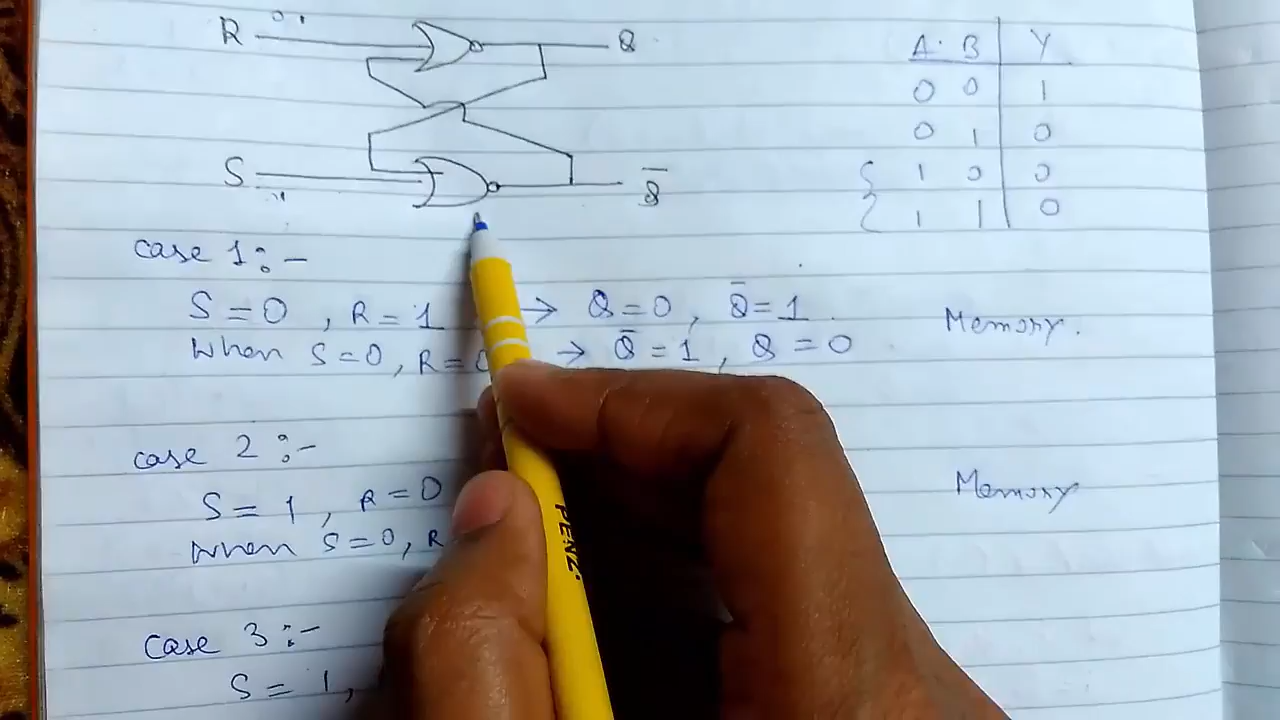 R Q
A. B Y
0 0 1
0 1 0
1 0 0
1 1 0
S Q̅
case 1:-
S=0, R=1 → Q=0, Q̅=1.
When S=0, R=0 → Q̅=1, Q=0
Memory.
case 2:-
S=1, R=0
Memory
When S=0, R
case 3:-
S=1,
PENZ